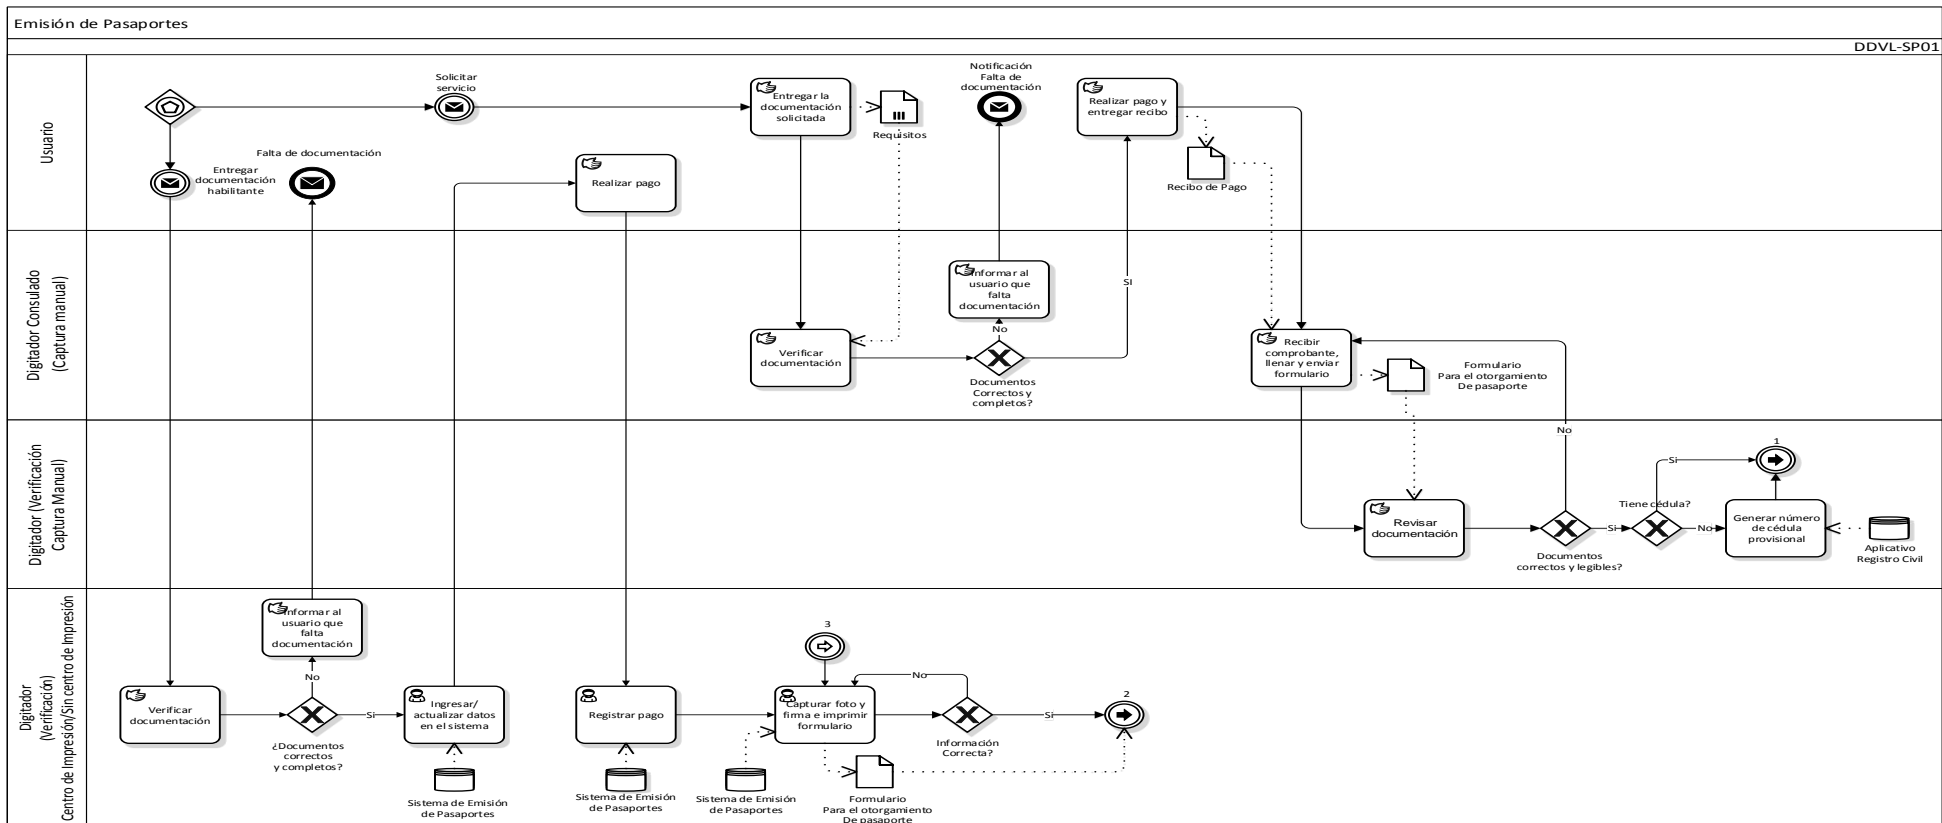 Emisión de Pasaportes
DDVL-SP01
Usuario
Solicitar
servicio
Entregar
documentación
habilitante
Falta de documentación
Realizar pago
Entregar la
documentación
solicitada
Requisitos
Notificación
Falta de
documentación
Realizar pago y
entregar recibo
Recibo de Pago
Digitador Consulado
(Captura manual)
Verificar
documentación
Informar al
usuario que
falta
documentación
No
SI
Documentos
Correctos y
completos?
Recibir
comprobante,
llenar y enviar
formulario
Formulario
Para el otorgamiento
De pasaporte
Digitador (Verificación
Captura Manual)
Revisar
documentación
No
Documentos
correctos y legibles?
Si
Tiene cédula?
Si
No
1
Generar número
de cédula
provisional
Aplicativo
Registro Civil
Digitador
(Verificación)
Centro de Impresión/Sin centro de Impresión
Verificar
documentación
Informar al
usuario que
falta
documentación
No
Si
¿Documentos
correctos
y completos?
Ingresar/
actualizar datos
en el sistema
Sistema de Emisión
de Pasaportes
Registrar pago
Sistema de Emisión
de Pasaportes
3
Capturar foto y
firma e imprimir
formulario
Sistema de Emisión
de Pasaportes
Formulario
Para el otorgamiento
De pasaporte
No
Información
Correcta?
Si
2